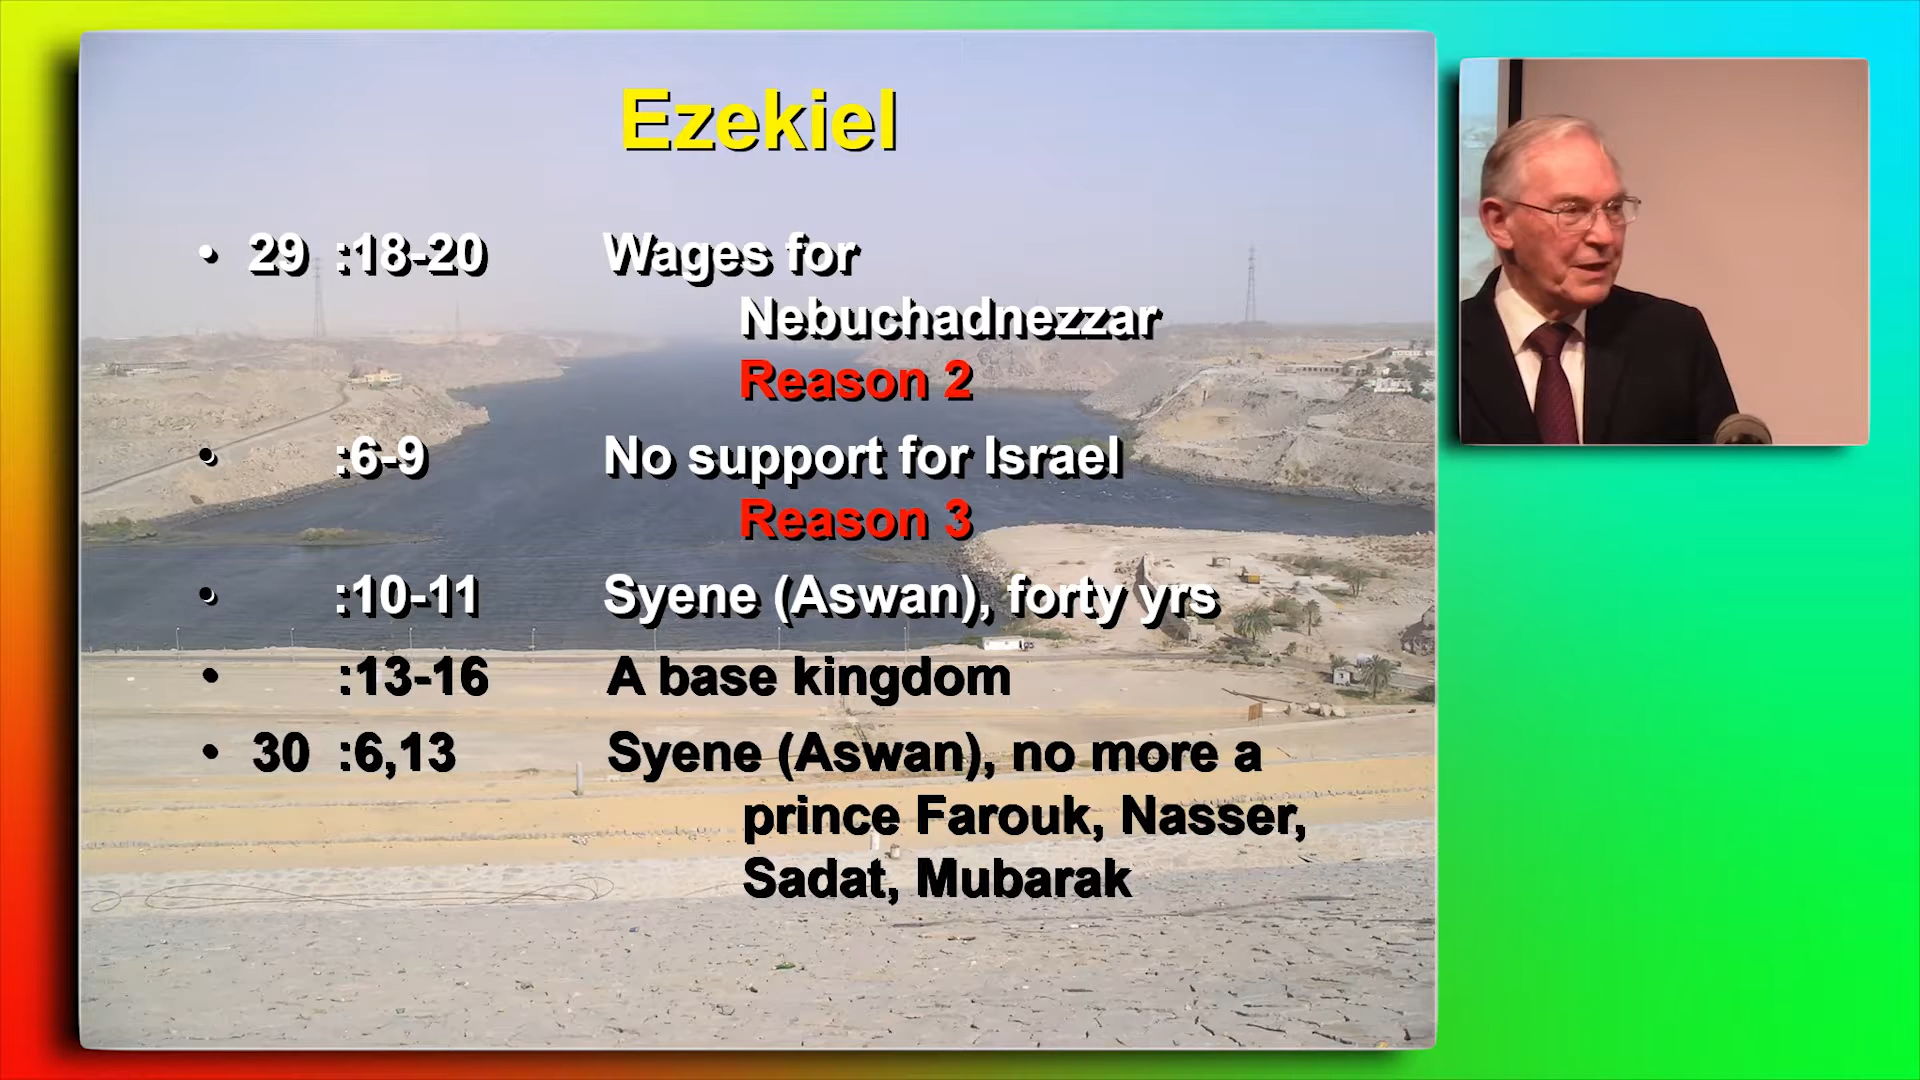 Ezekiel
• 29 :18-20 Wages for
Nebuchadnezzar
Reason 2
• :6-9 No support for Israel
Reason 3
• :10-11 Syene (Aswan), forty yrs
• :13-16 A base kingdom
• 30 :6,13 Syene (Aswan), no more a
prince Farouk, Nasser,
Sadat, Mubarak